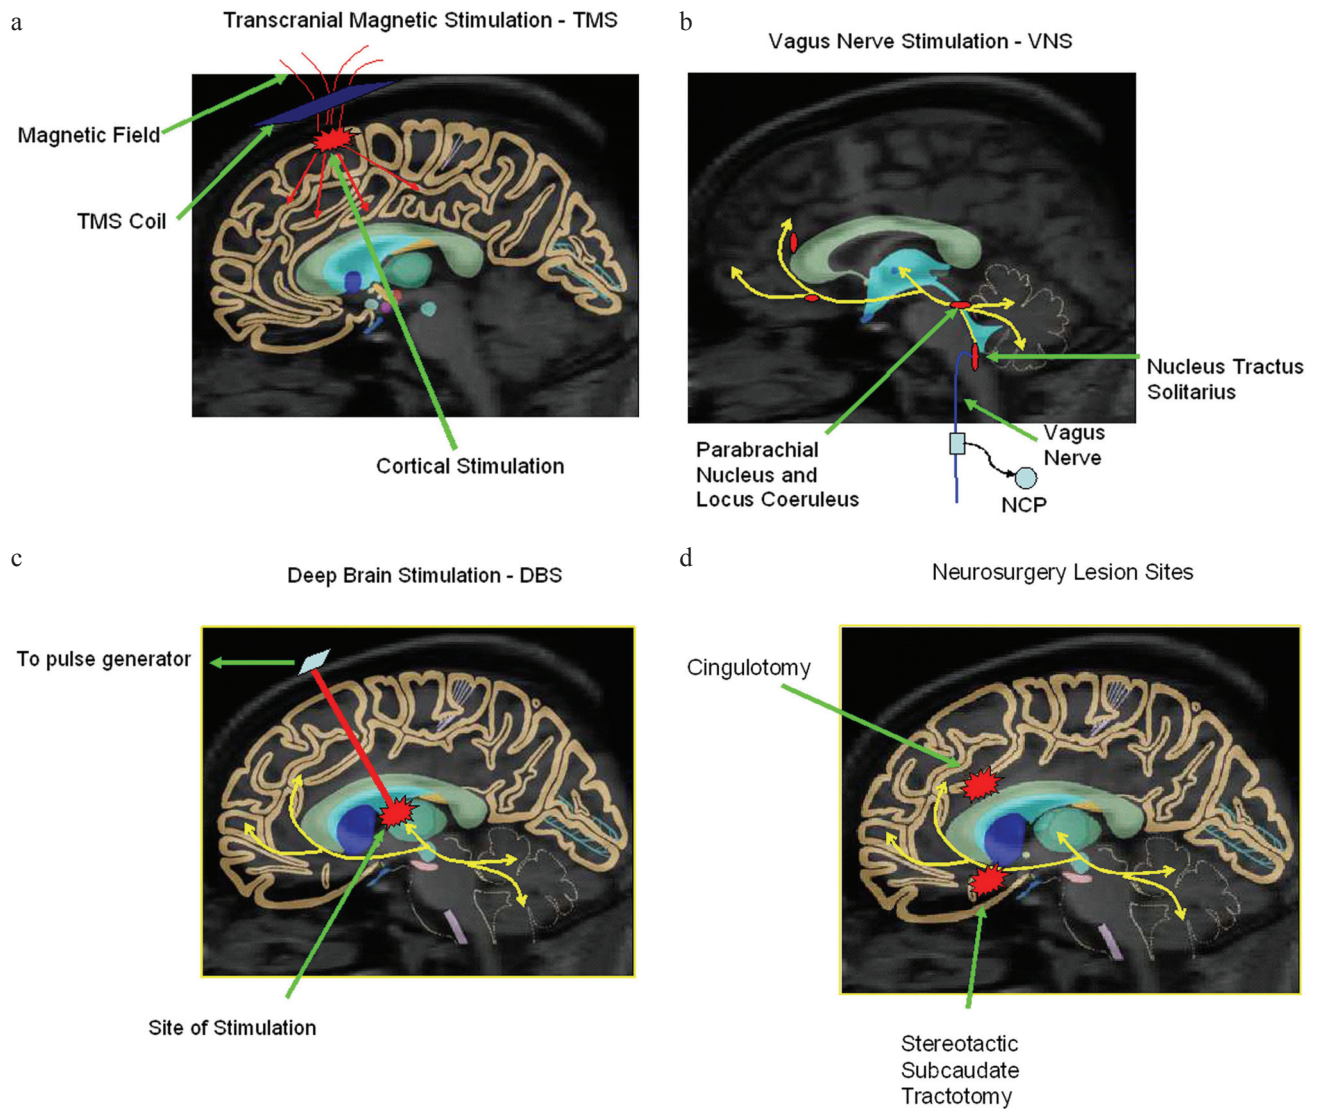 a
Transcranial Magnetic Stimulation - TMS
Magnetic Field
TMS Coil
Cortical Stimulation
b
Vagus Nerve Stimulation - VNS
Nucleus Tractus
Solitarius
Vagus
Nerve
Parabrachial
Nucleus and
Locus Coeruleus
NCP
c
Deep Brain Stimulation - DBS
To pulse generator
Site of Stimulation
d
Neurosurgery Lesion Sites
Cingulotomy
Stereotactic
Subcaudate
Tractotomy